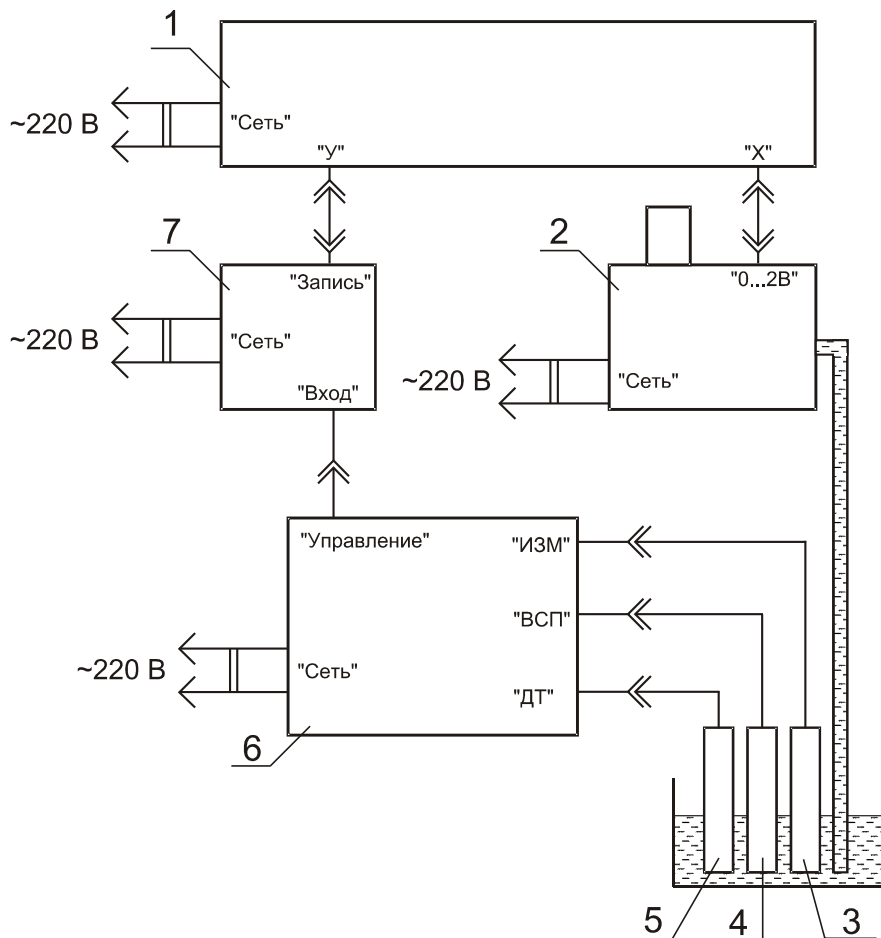 1
~220 В
"Сеть"
"У"
"Х"
7
2
"Запись"
"0...2В"
~220 В
"Сеть"
~220 В
"Сеть"
"Вход"
"Управление"
"ИЗМ"
"ВСП"
~220 В
"Сеть"
"ДТ"
6
5
4
3